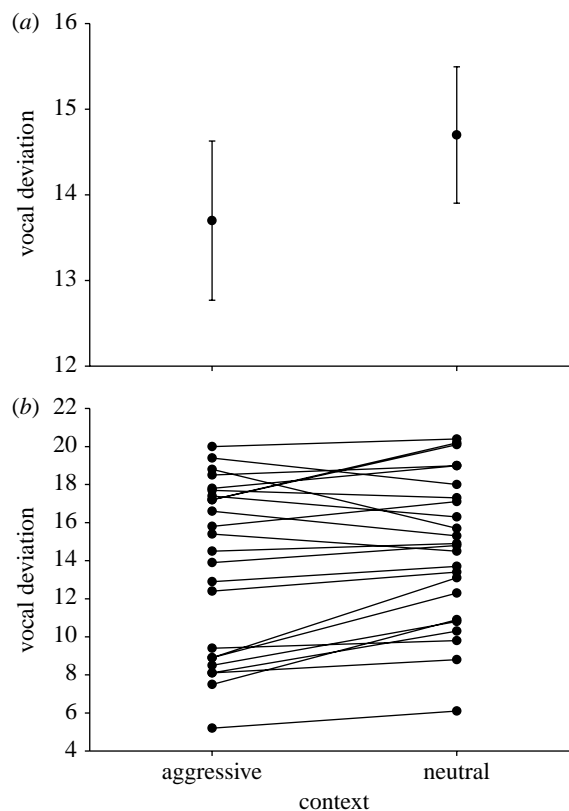 (a)
16
15
14
13
12
vocal deviation
(b)
22
20
18
16
14
12
10
8
6
4
vocal deviation
aggressive neutral
context